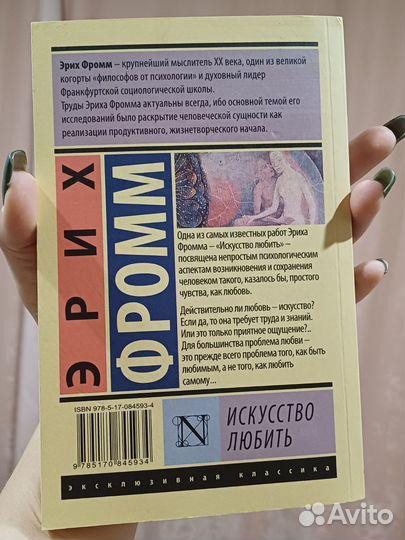 Эрих Фромм – крупнейший мыслитель XX века, один из великой
когорты «философов от психологии» и духовный лидер
Франкфуртской социологической школы.
Труды Эриха Фромма актуальны всегда, ибо основной темой его
исследований было раскрытие человеческой сущности как
реализации продуктивного, жизнетворческого начала.
ЭРИХ
ФРОММ
Одна из самых известных работ Эриха
Фромма – «Искусство любить» –
посвящена непростым психологическим
аспектам возникновения и сохранения
человеком такого, казалось бы, простого
чувства, как любовь.
Действительно ли любовь – искусство?
Если да, то она требует труда и знаний.
Или это только приятное ощущение?..
Для большинства проблема любви –
это прежде всего проблема того, как быть
любимым, а не того, как любить
самому...
ISBN 978-5-17-084593-4
9 785170 845934
N
ИСКУССТВО
ЛЮБИТЬ
эксклюзивная классика
Avito